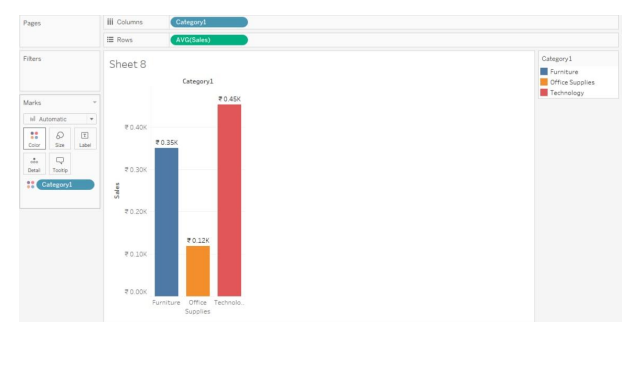 Pages
Columns
Category1
Rows
AVG(Sales)
Filters
Marks
Automatic
Color
Size
Label
Detail
Tooltip
Category1
Sheet 8
Category1
Sales
₹ 0.40K
₹ 0.30K
₹ 0.20K
₹ 0.10K
₹ 0.00K
₹ 0.35K
₹ 0.12K
₹ 0.45K
Furniture
Office
Supplies
Technolo..
Category1
Furniture
Office Supplies
Technology